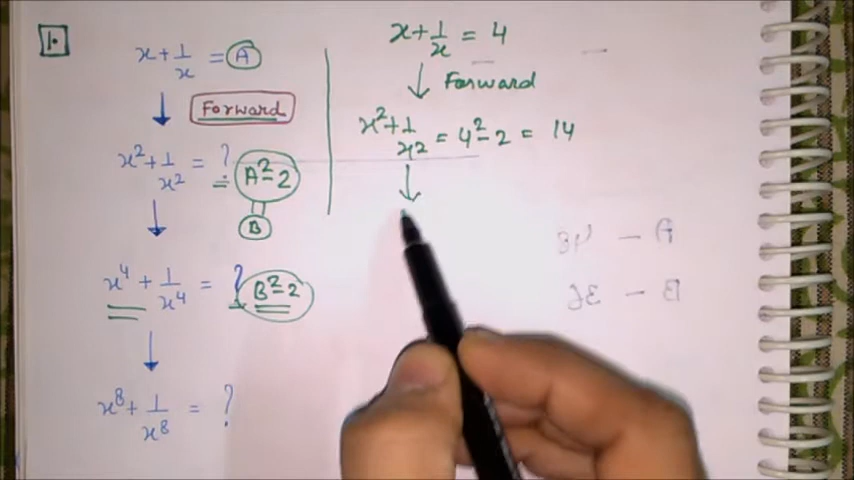 1.
x + 1/x = A
Forward
x² + 1/x² = ? A² - 2
B
x⁴ + 1/x⁴ = ? B² - 2
x⁸ + 1/x⁸ = ?
x + 1/x = 4
Forward
x² + 1/x² = 4² - 2 = 14